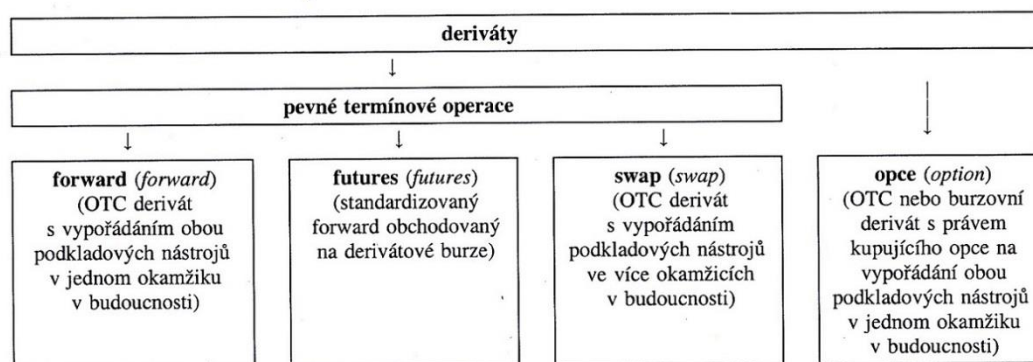 deriváty
↓
pevné termínové operace
↓ ↓ ↓ ↓
forward (forward)
(OTC derivát
s vypořádáním obou
podkladových nástrojů
v jednom okamžiku
v budoucnosti)
futures (futures)
(standardizovaný
forward obchodovaný
na derivátové burze)
swap (swap)
(OTC derivát
s vypořádáním
podkladových nástrojů
ve více okamžicích
v budoucnosti)
opce (option)
(OTC nebo burzovní
derivát s právem
kupujícího opce na
vypořádání obou
podkladových nástrojů
v jednom okamžiku
v budoucnosti)